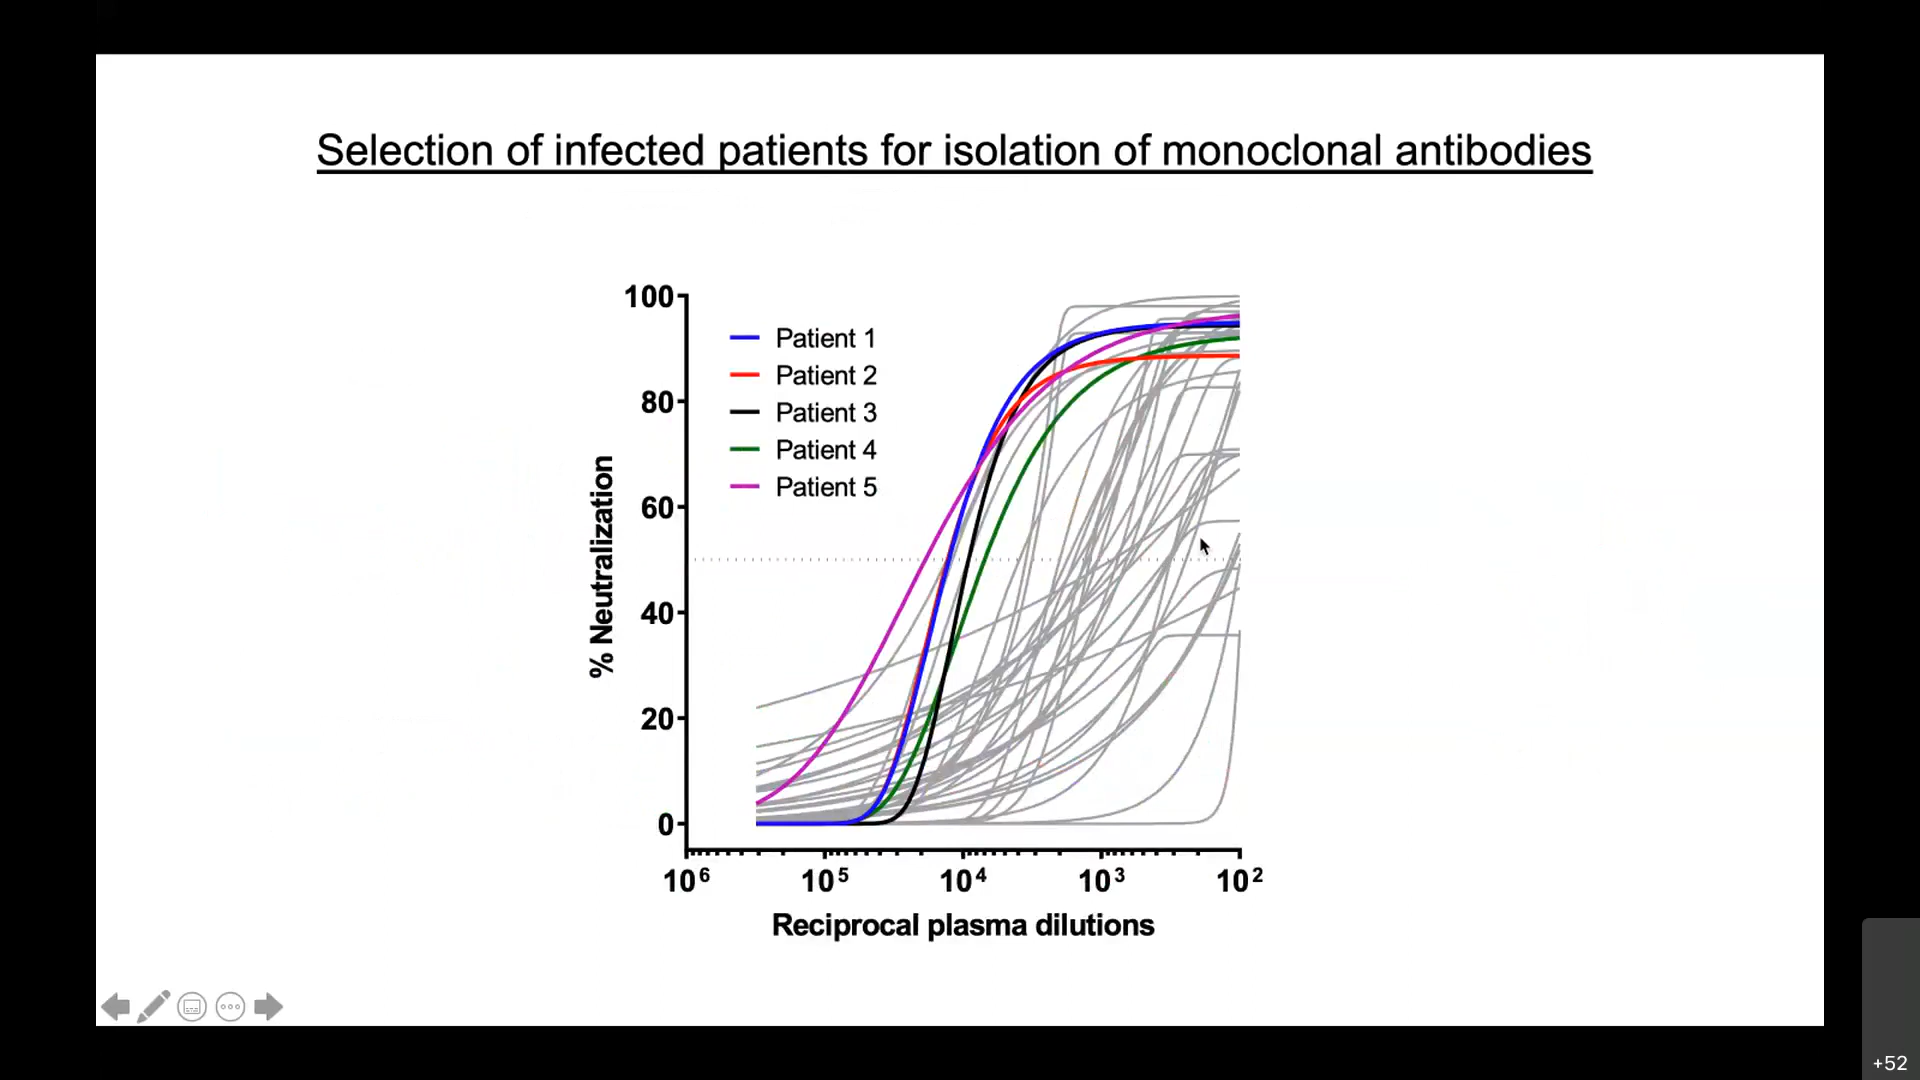 Selection of infected patients for isolation of monoclonal antibodies
100
80
60
40
20
0
% Neutralization
Patient 1
Patient 2
Patient 3
Patient 4
Patient 5
10⁶ 10⁵ 10⁴ 10³ 10²
Reciprocal plasma dilutions
+52